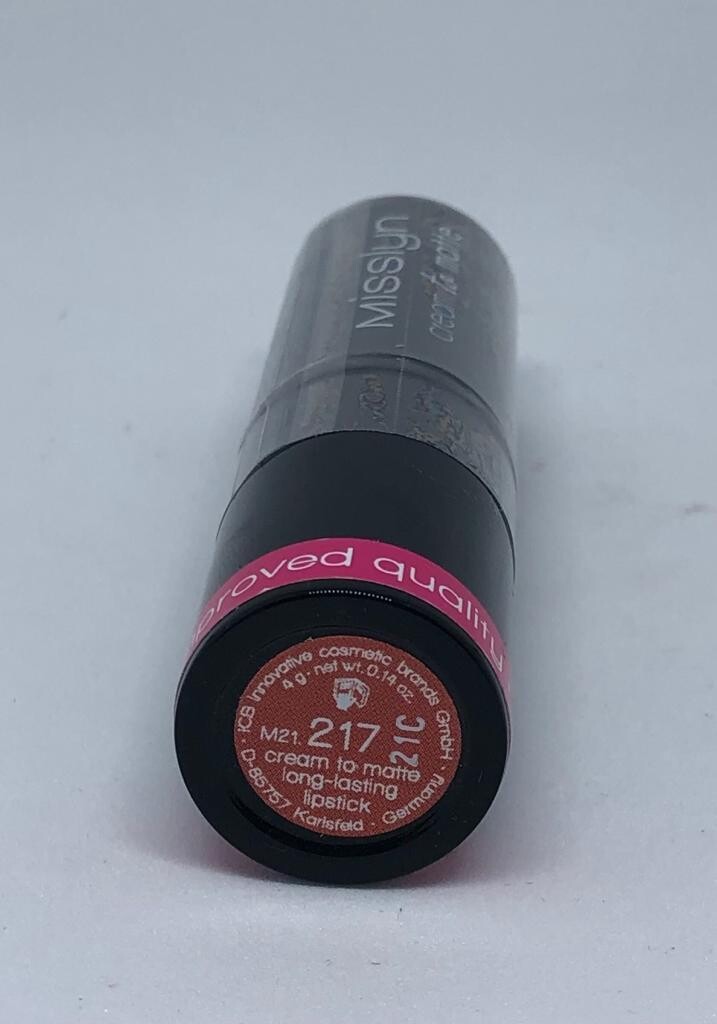 Misslyn
cream to matte
proved quality
· ICB Innovative cosmetic brands GmbH ·
4 g · net wt. 0.14 oz.
M21. 217
21C
cream to matte
long-lasting
lipstick
D-85757 Karlsfeld · Germany